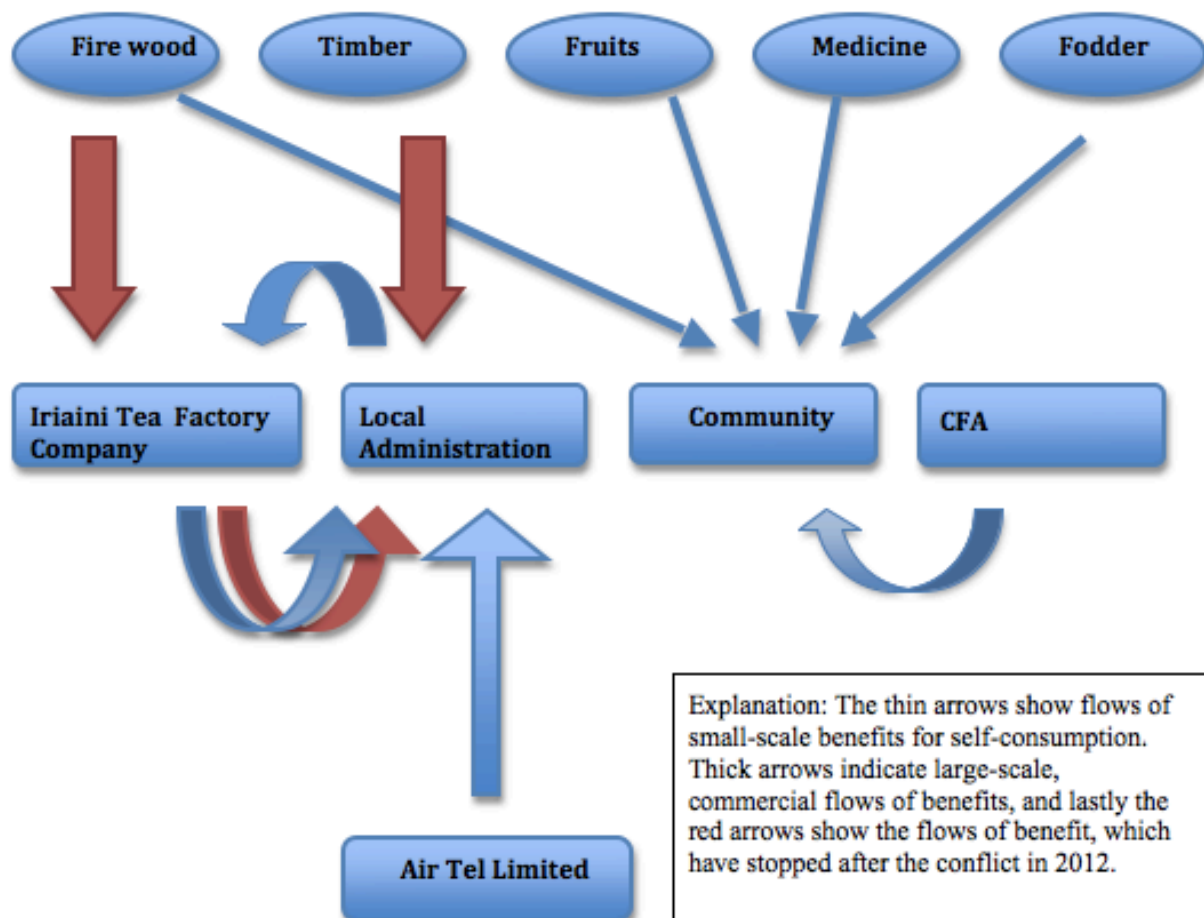 Fire wood
Timber
Fruits
Medicine
Fodder
Iriaini Tea Factory
Company
Local
Administration
Community
CFA
Air Tel Limited
Explanation: The thin arrows show flows of
small-scale benefits for self-consumption.
Thick arrows indicate large-scale,
commercial flows of benefits, and lastly the
red arrows show the flows of benefit, which
have stopped after the conflict in 2012.